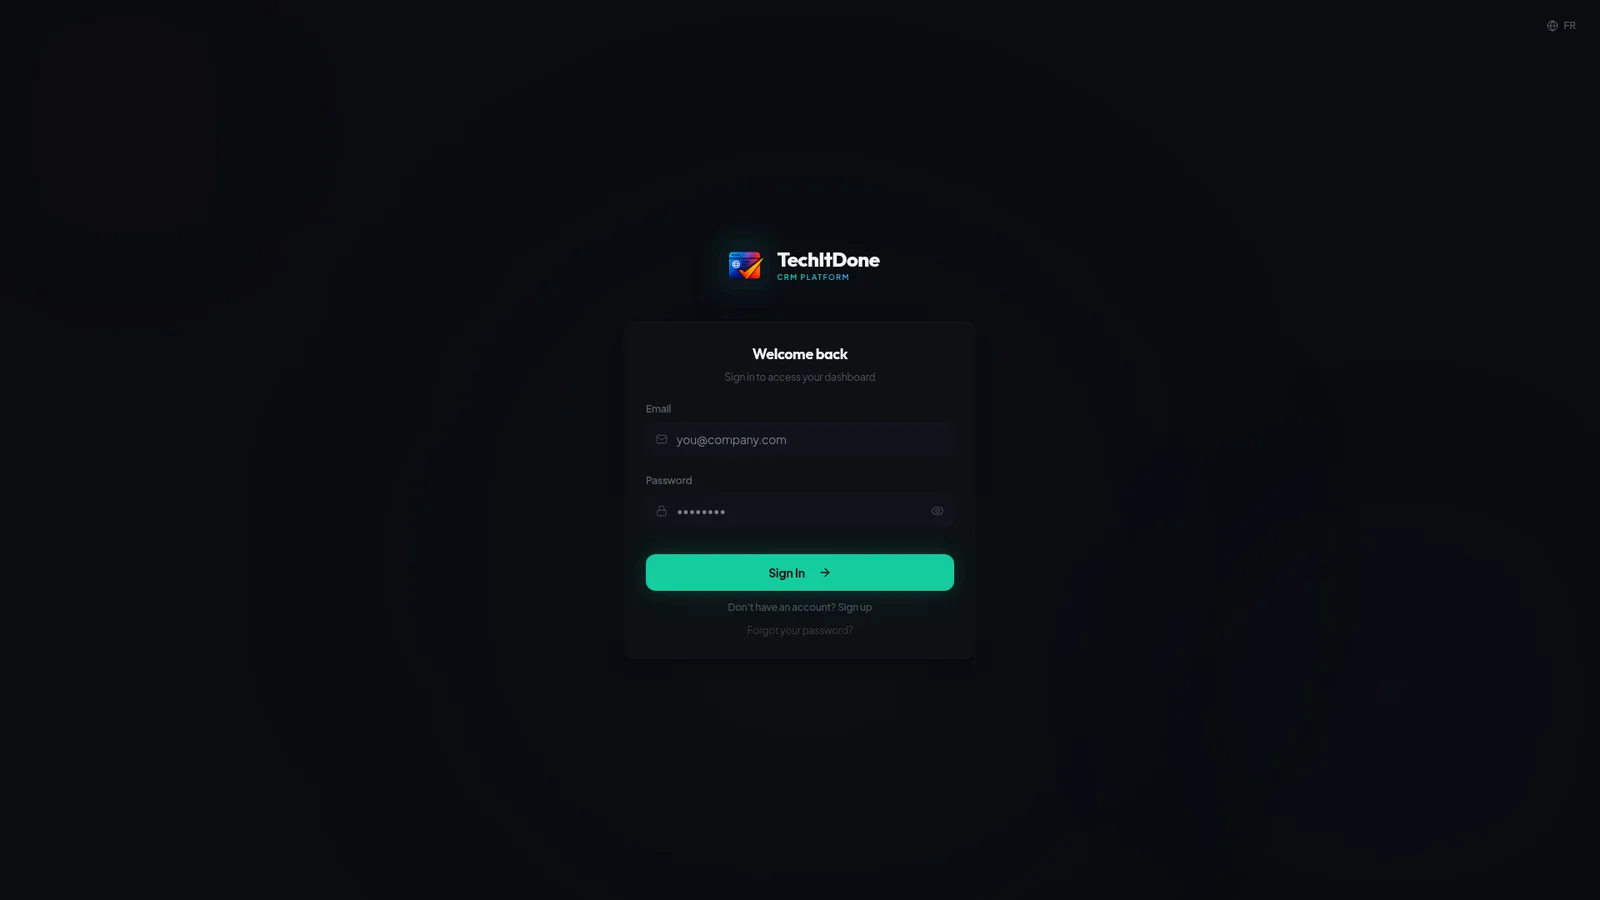 FR
TechItDone
CRM PLATFORM
Welcome back
Sign in to access your dashboard
Email
you@company.com
Password
••••••••
Sign In →
Don't have an account? Sign up
Forgot your password?